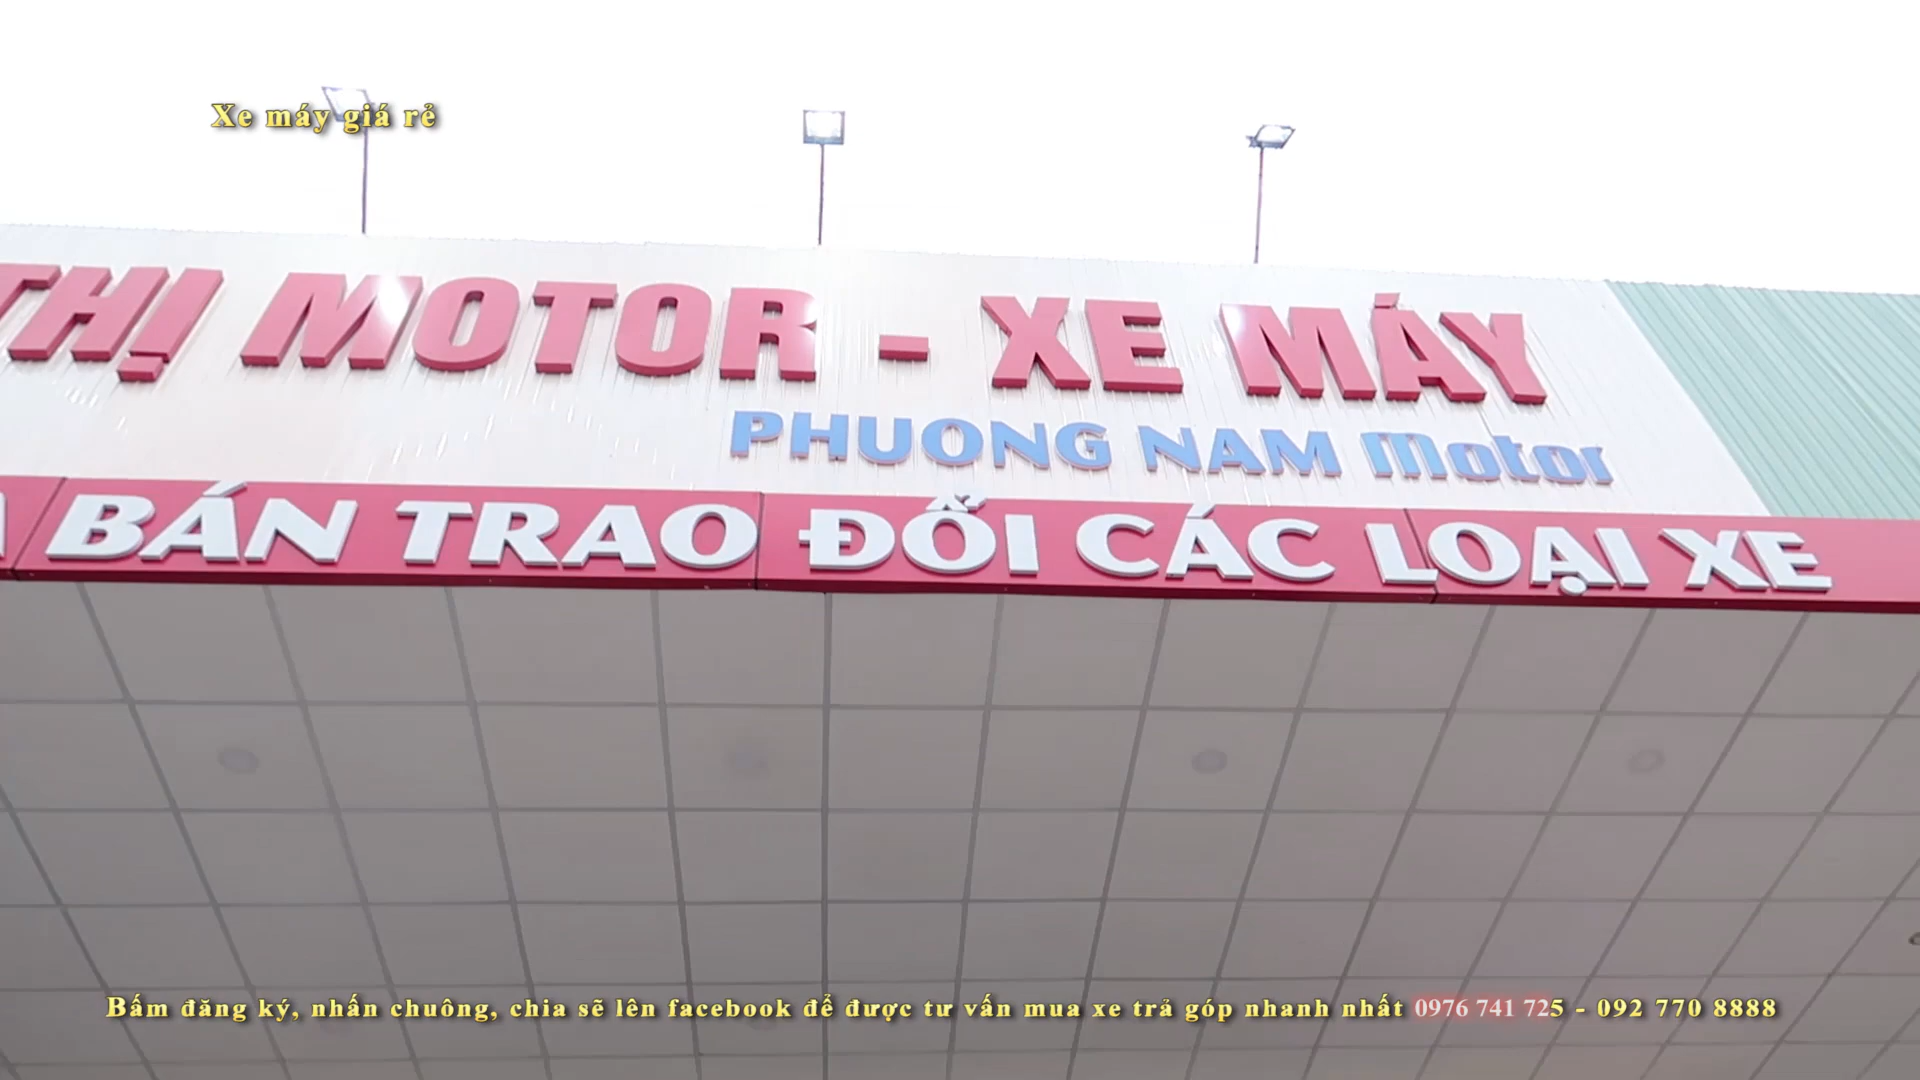 Xe máy giá rẻ
THỊ MOTOR - XE MÁY
PHUONG NAM Motor
BÁN TRAO ĐỔI CÁC LOẠI XE
Bấm đăng ký, nhấn chuông, chia sẽ lên facebook để được tư vấn mua xe trả góp nhanh nhất 0976 741 725 - 092 770 8888